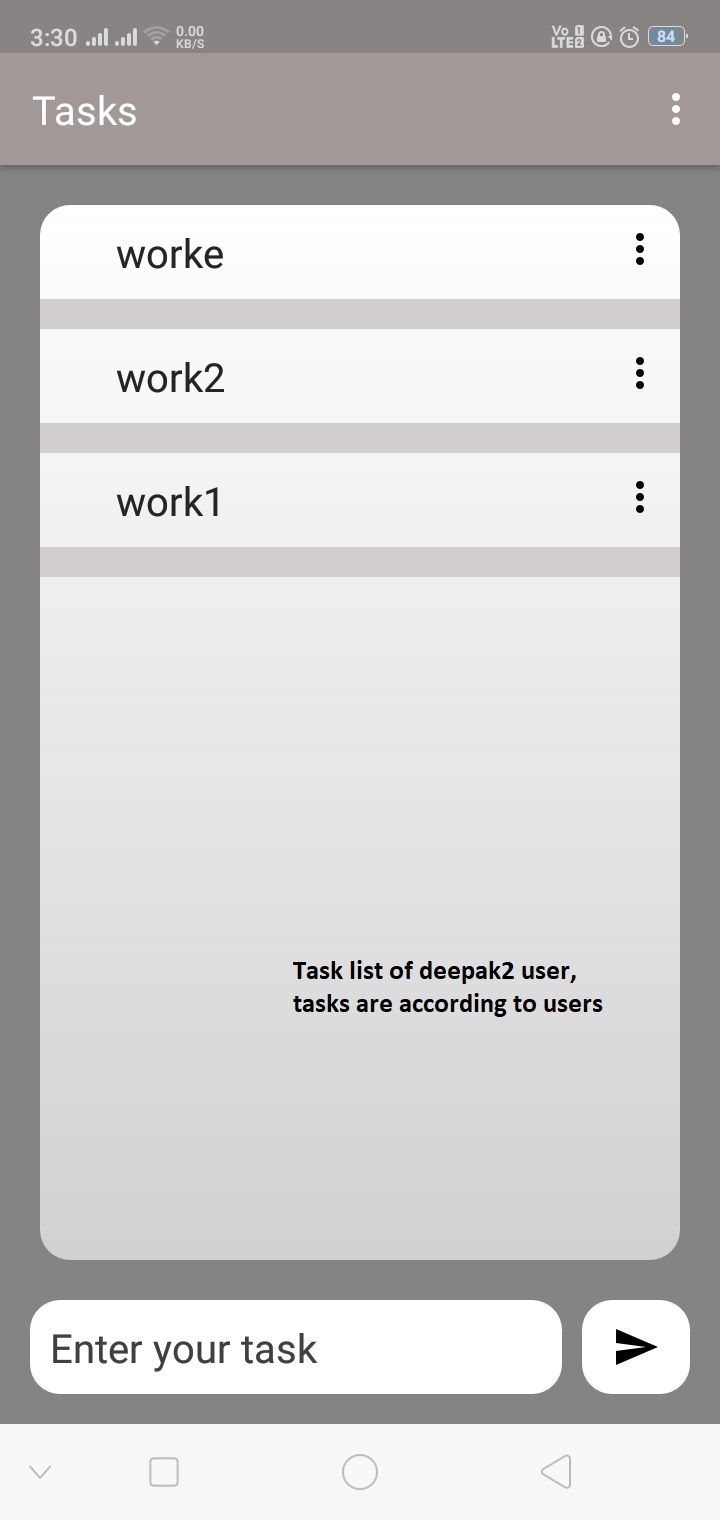 3:30 0.00 KB/S Vo LTE 1 2 84
Tasks
worke
work2
work1
Task list of deepak2 user,
tasks are according to users
Enter your task